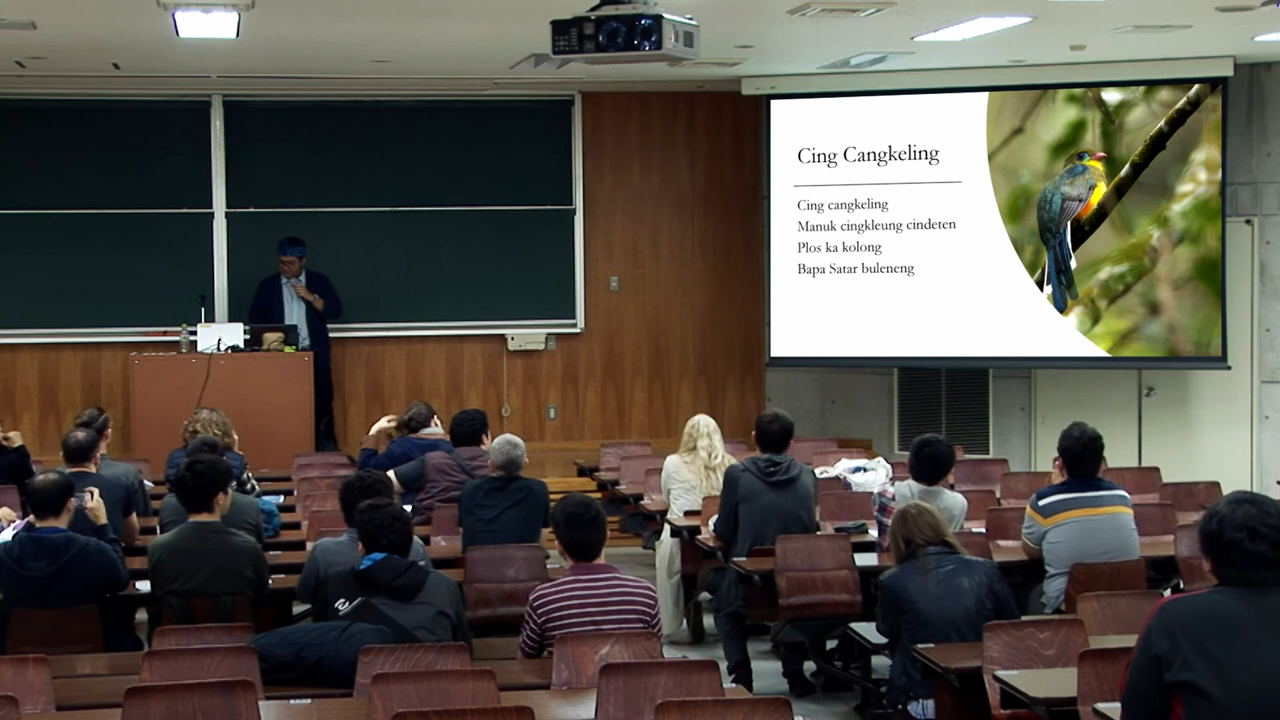 Cing Cangkeling
Cing cangkeling
Manuk cingkleung cindeten
Plos ka kolong
Bapa Satar buleneng